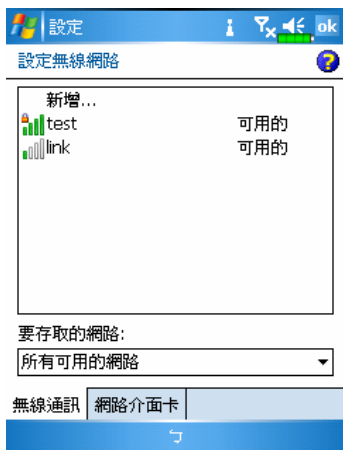 設定 ok
設定無線網路
新增...
test 可用的
link 可用的
要存取的網路:
所有可用的網路
無線通訊 網路介面卡
ㄅ